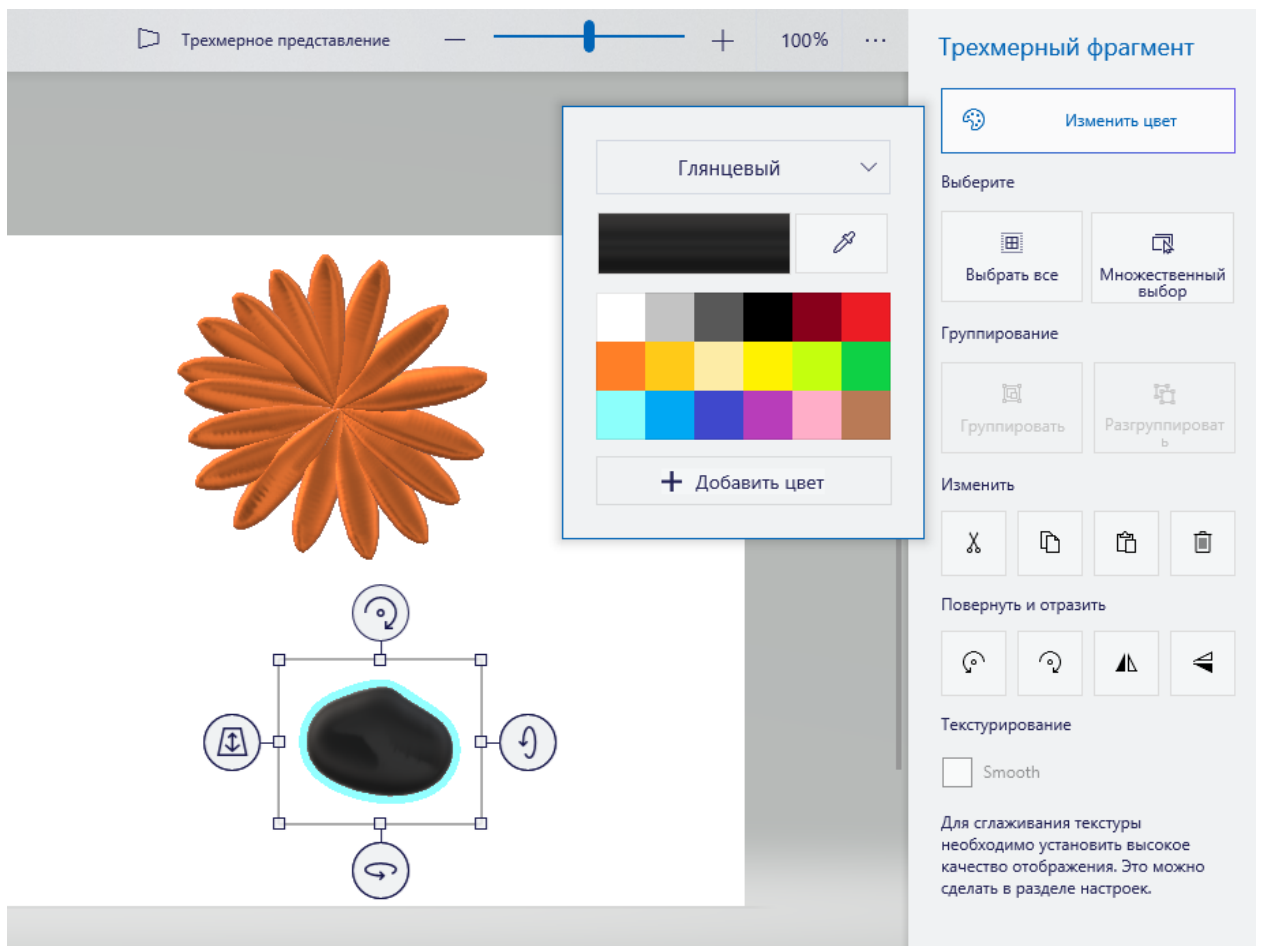 Трехмерное представление
100%
Трехмерный фрагмент
Изменить цвет
Глянцевый
Добавить цвет
Выберите
Выбрать все
Множественный
выбор
Группирование
Группировать
Разгруппироват
ь
Изменить
Повернуть и отразить
Текстурирование
Smooth
Для сглаживания текстуры
необходимо установить высокое
качество отображения. Это можно
сделать в разделе настроек.